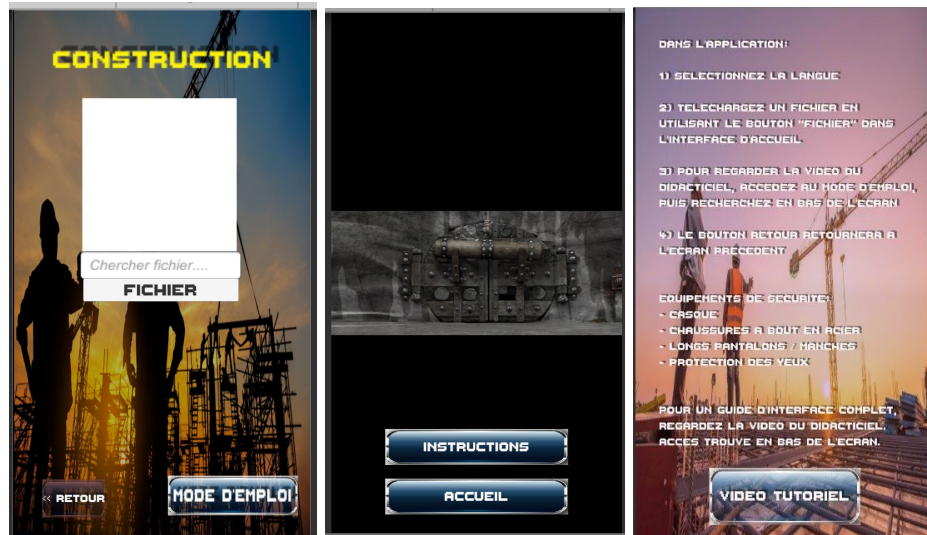 CONSTRUCTION
Chercher fichier....
FICHIER
<< RETOUR
MODE D'EMPLOI
INSTRUCTIONS
ACCUEIL
DANS L'APPLICATION:
1) SELECTIONNEZ LA LANGUE
2) TELECHARGEZ UN FICHIER EN
UTILISANT LE BOUTON "FICHIER" DANS
L'INTERFACE D'ACCUEIL.
3) POUR REGARDER LA VIDEO DU
DIDACTICIEL, ACCEDEZ AU MODE D'EMPLOI,
PUIS RECHERCHEZ EN BAS DE L'ECRAN
4) LE BOUTON RETOUR RETOURNERA A
L'ECRAN PRECEDENT
EQUIPEMENTS DE SECURITE:
- CASQUE
- CHAUSSURES A BOUT EN ACIER
- LONGS PANTALONS / MANCHES
- PROTECTION DES YEUX
POUR UN GUIDE D'INTERFACE COMPLET,
REGARDEZ LA VIDEO DU DIDACTICIEL.
ACCES TROUVE EN BAS DE L'ECRAN.
VIDEO TUTORIEL